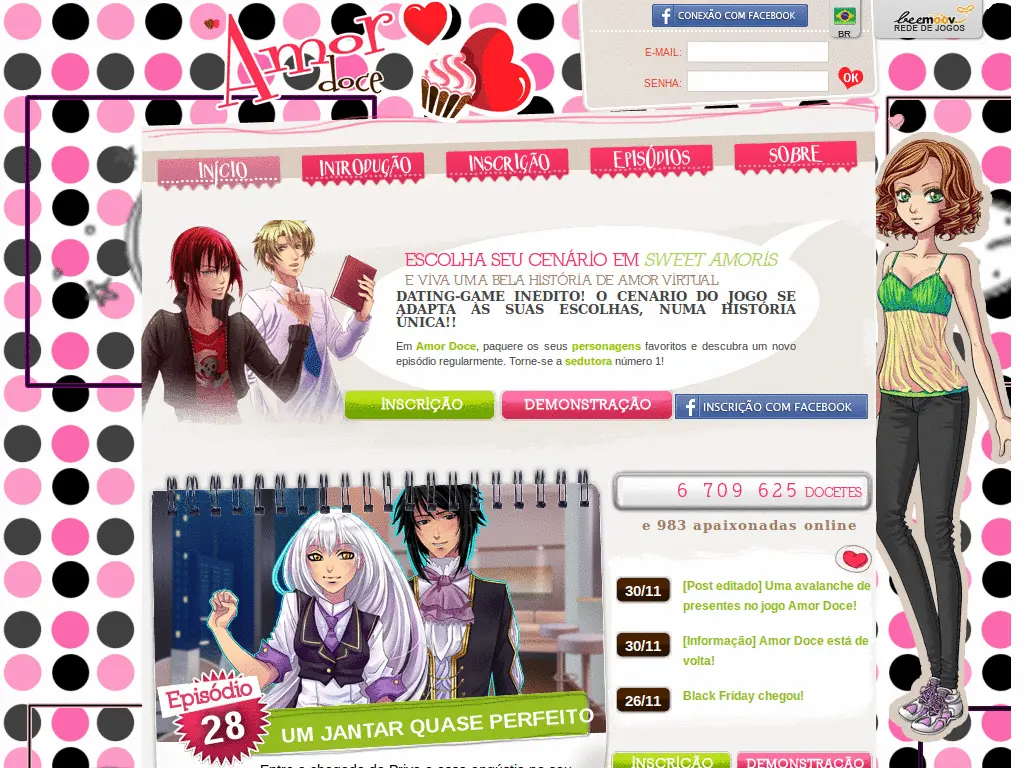 Amor
doce
CONEXÃO COM FACEBOOK
BR
beemoov
REDE DE JOGOS
E-MAIL:
SENHA:
OK
INÍCIO
INTRODUÇÃO
INSCRIÇÃO
EPISÓDIOS
SOBRE
ESCOLHA SEU CENÁRIO EM SWEET AMORIS
E VIVA UMA BELA HISTÓRIA DE AMOR VIRTUAL
DATING-GAME INEDITO! O CENARIO DO JOGO SE
ADAPTA ÀS SUAS ESCOLHAS, NUMA HISTÓRIA
ÚNICA!!
Em Amor Doce, paquere os seus personagens favoritos e descubra um novo
episódio regularmente. Torne-se a sedutora número 1!
INSCRIÇÃO
DEMONSTRAÇÃO
INSCRIÇÃO COM FACEBOOK
6 709 625 DOCETES
e 983 apaixonadas online
30/11
[Post editado] Uma avalanche de
presentes no jogo Amor Doce!
30/11
[Informação] Amor Doce está de
volta!
26/11
Black Friday chegou!
Episódio
28
UM JANTAR QUASE PERFEITO
INSCRIÇÃO
DEMONSTRAÇÃO